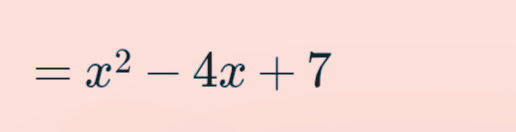 = x² − 4x + 7